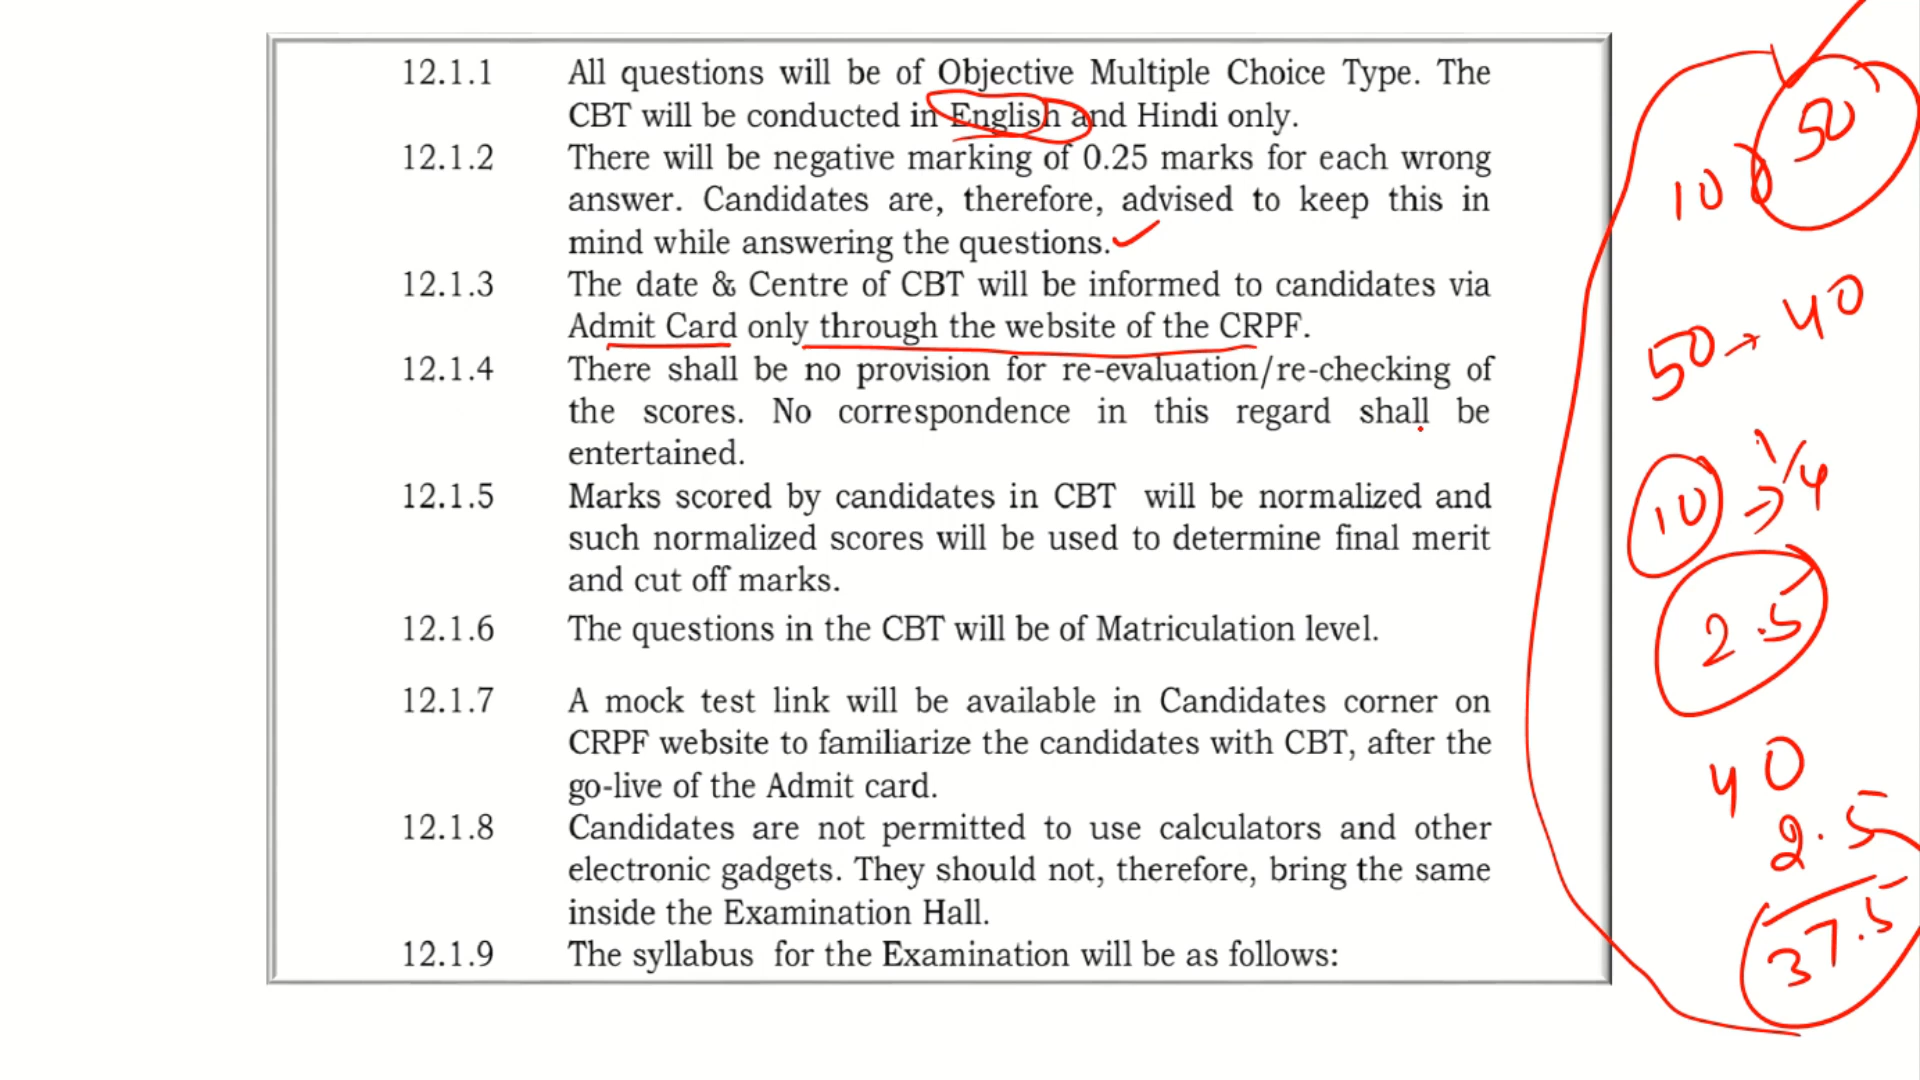 12.1.1 All questions will be of Objective Multiple Choice Type. The
CBT will be conducted in English and Hindi only.
12.1.2 There will be negative marking of 0.25 marks for each wrong
answer. Candidates are, therefore, advised to keep this in
mind while answering the questions.
12.1.3 The date & Centre of CBT will be informed to candidates via
Admit Card only through the website of the CRPF.
12.1.4 There shall be no provision for re-evaluation/re-checking of
the scores. No correspondence in this regard shall be
entertained.
12.1.5 Marks scored by candidates in CBT will be normalized and
such normalized scores will be used to determine final merit
and cut off marks.
12.1.6 The questions in the CBT will be of Matriculation level.
12.1.7 A mock test link will be available in Candidates corner on
CRPF website to familiarize the candidates with CBT, after the
go-live of the Admit card.
12.1.8 Candidates are not permitted to use calculators and other
electronic gadgets. They should not, therefore, bring the same
inside the Examination Hall.
12.1.9 The syllabus for the Examination will be as follows:
100 50
50 → 40
10 → 1/4
2.5
40
2.5
37.5